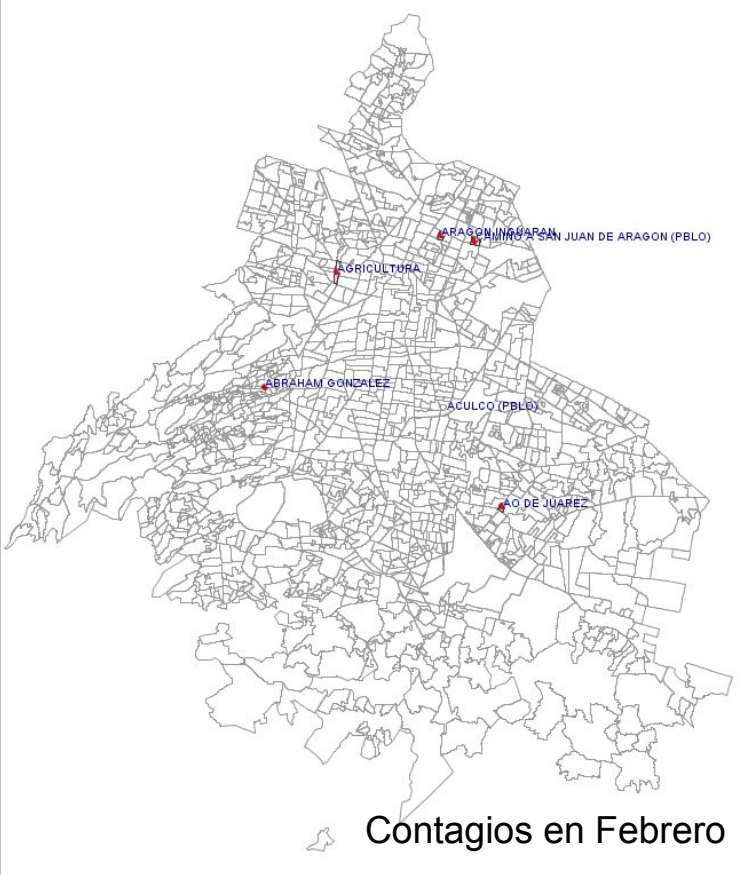 ARAGON INGUARAN
CAMINO A SAN JUAN DE ARAGON (PBLO)
AGRICULTURA
ABRAHAM GONZALEZ
ACULCO (PBLO)
AO DE JUAREZ
Contagios en Febrero